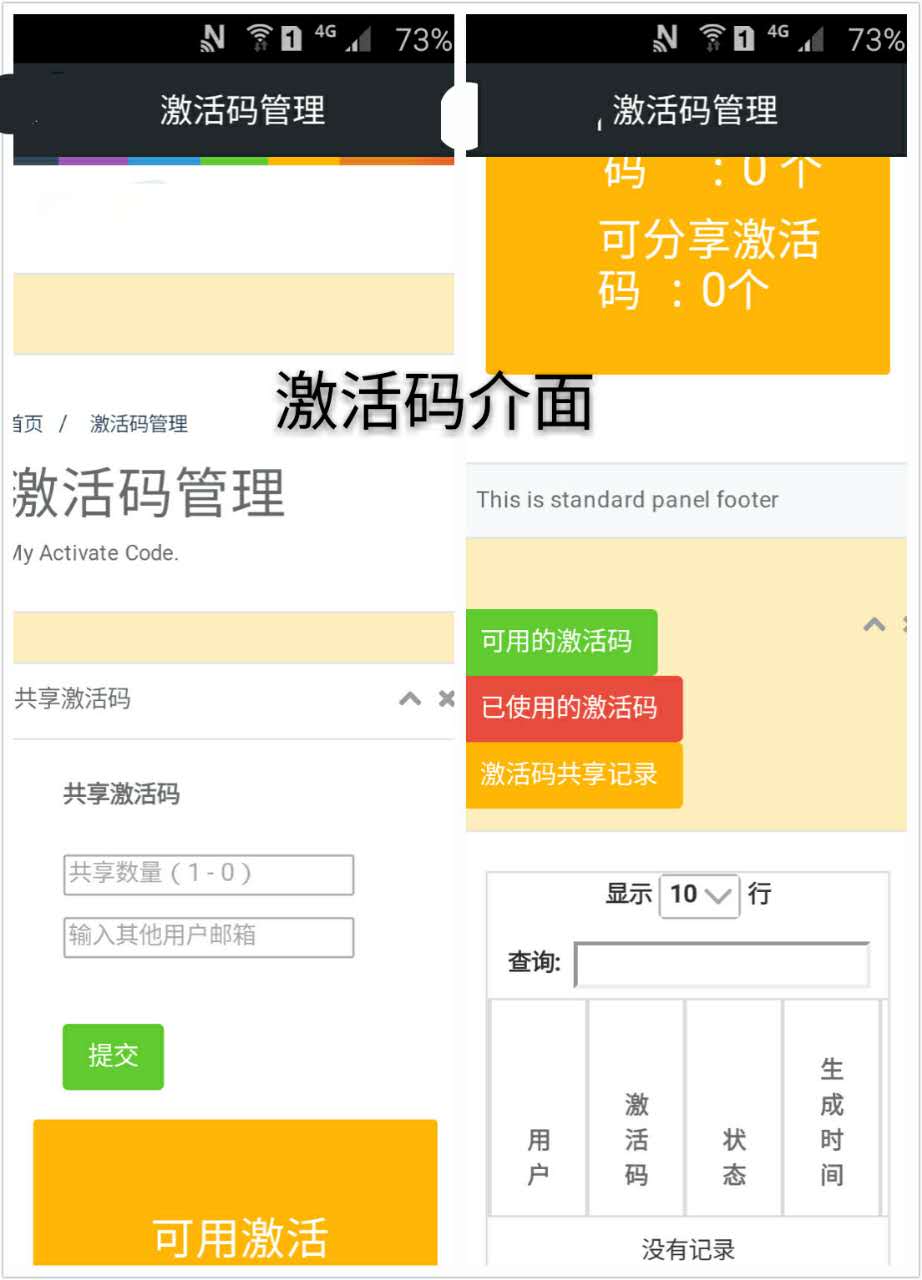 4G 73%
激活码管理
首页 / 激活码管理
激活码管理
My Activate Code.
共享激活码
共享激活码
共享数量（1-0）
输入其他用户邮箱
提交
可用激活
激活码介面
1 4G 73%
激活码管理
码 ：0 个
可分享激活
码 ：0个
This is standard panel footer
可用的激活码
已使用的激活码
激活码共享记录
显示 10 行
查询:
用户 激活码 状态 生成时间
没有记录